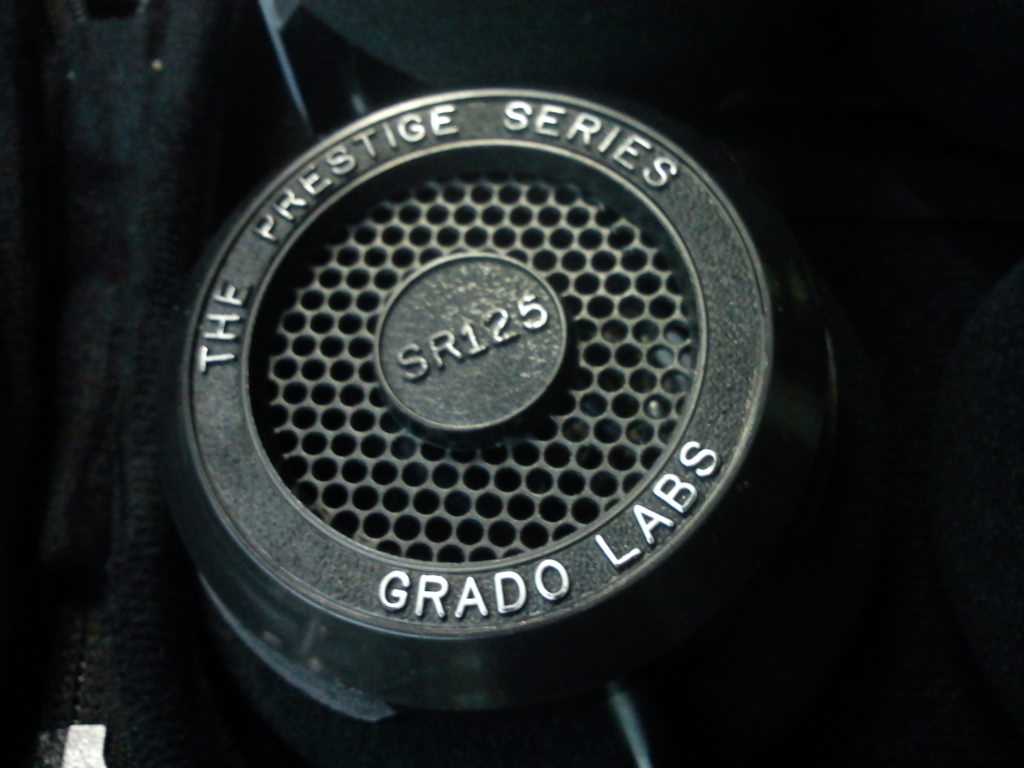 THE PRESTIGE SERIES
SR125
GRADO LABS